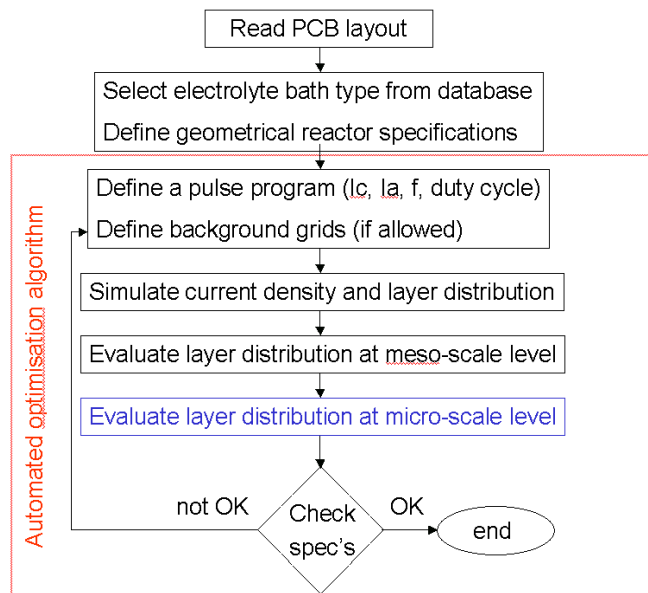 Read PCB layout
Select electrolyte bath type from database
Define geometrical reactor specifications
Automated optimisation algorithm
Define a pulse program (Ic, Ia, f, duty cycle)
Define background grids (if allowed)
Simulate current density and layer distribution
Evaluate layer distribution at meso-scale level
Evaluate layer distribution at micro-scale level
not OK
Check
spec's
OK
end